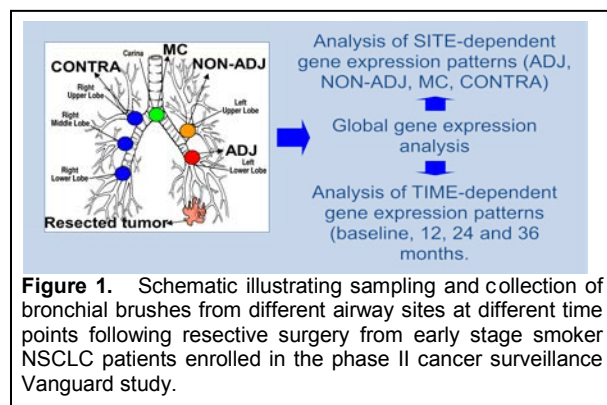 MC
Carina
CONTRA
NON-ADJ
Right
Upper Lobe
Left
Upper Lobe
Right
Middle Lobe
ADJ
Right
Lower Lobe
Left
Lower Lobe
Resected tumor
Analysis of SITE-dependent
gene expression patterns (ADJ,
NON-ADJ, MC, CONTRA)
Global gene expression
analysis
Analysis of TIME-dependent
gene expression patterns
(baseline, 12, 24 and 36
months.
Figure 1. Schematic illustrating sampling and collection of
bronchial brushes from different airway sites at different time
points following resective surgery from early stage smoker
NSCLC patients enrolled in the phase II cancer surveillance
Vanguard study.